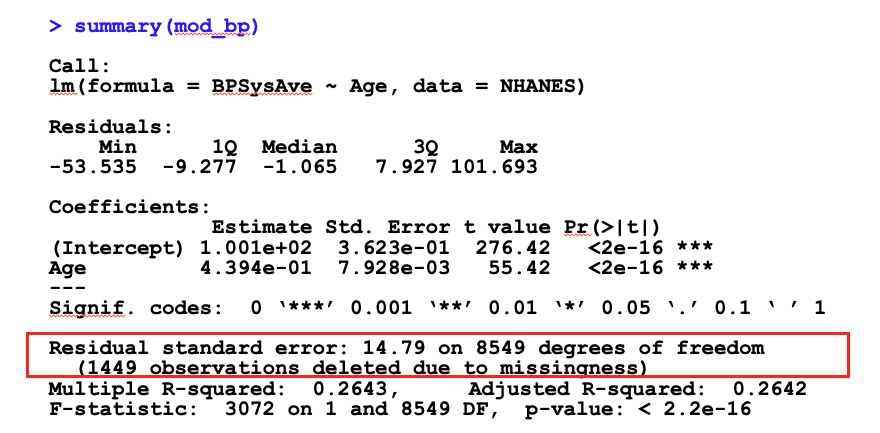 > summary(mod_bp)
Call:
lm(formula = BPSysAve ~ Age, data = NHANES)
Residuals:
    Min      1Q  Median      3Q     Max
-53.535  -9.277  -1.065   7.927 101.693
Coefficients:
             Estimate Std. Error t value Pr(>|t|)
(Intercept) 1.001e+02  3.623e-01  276.42   <2e-16 ***
Age         4.394e-01  7.928e-03   55.42   <2e-16 ***
---
Signif. codes:  0 ‘***’ 0.001 ‘**’ 0.01 ‘*’ 0.05 ‘.’ 0.1 ‘ ’ 1
Residual standard error: 14.79 on 8549 degrees of freedom
  (1449 observations deleted due to missingness)
Multiple R-squared:  0.2643,    Adjusted R-squared:  0.2642
F-statistic:  3072 on 1 and 8549 DF,  p-value: < 2.2e-16